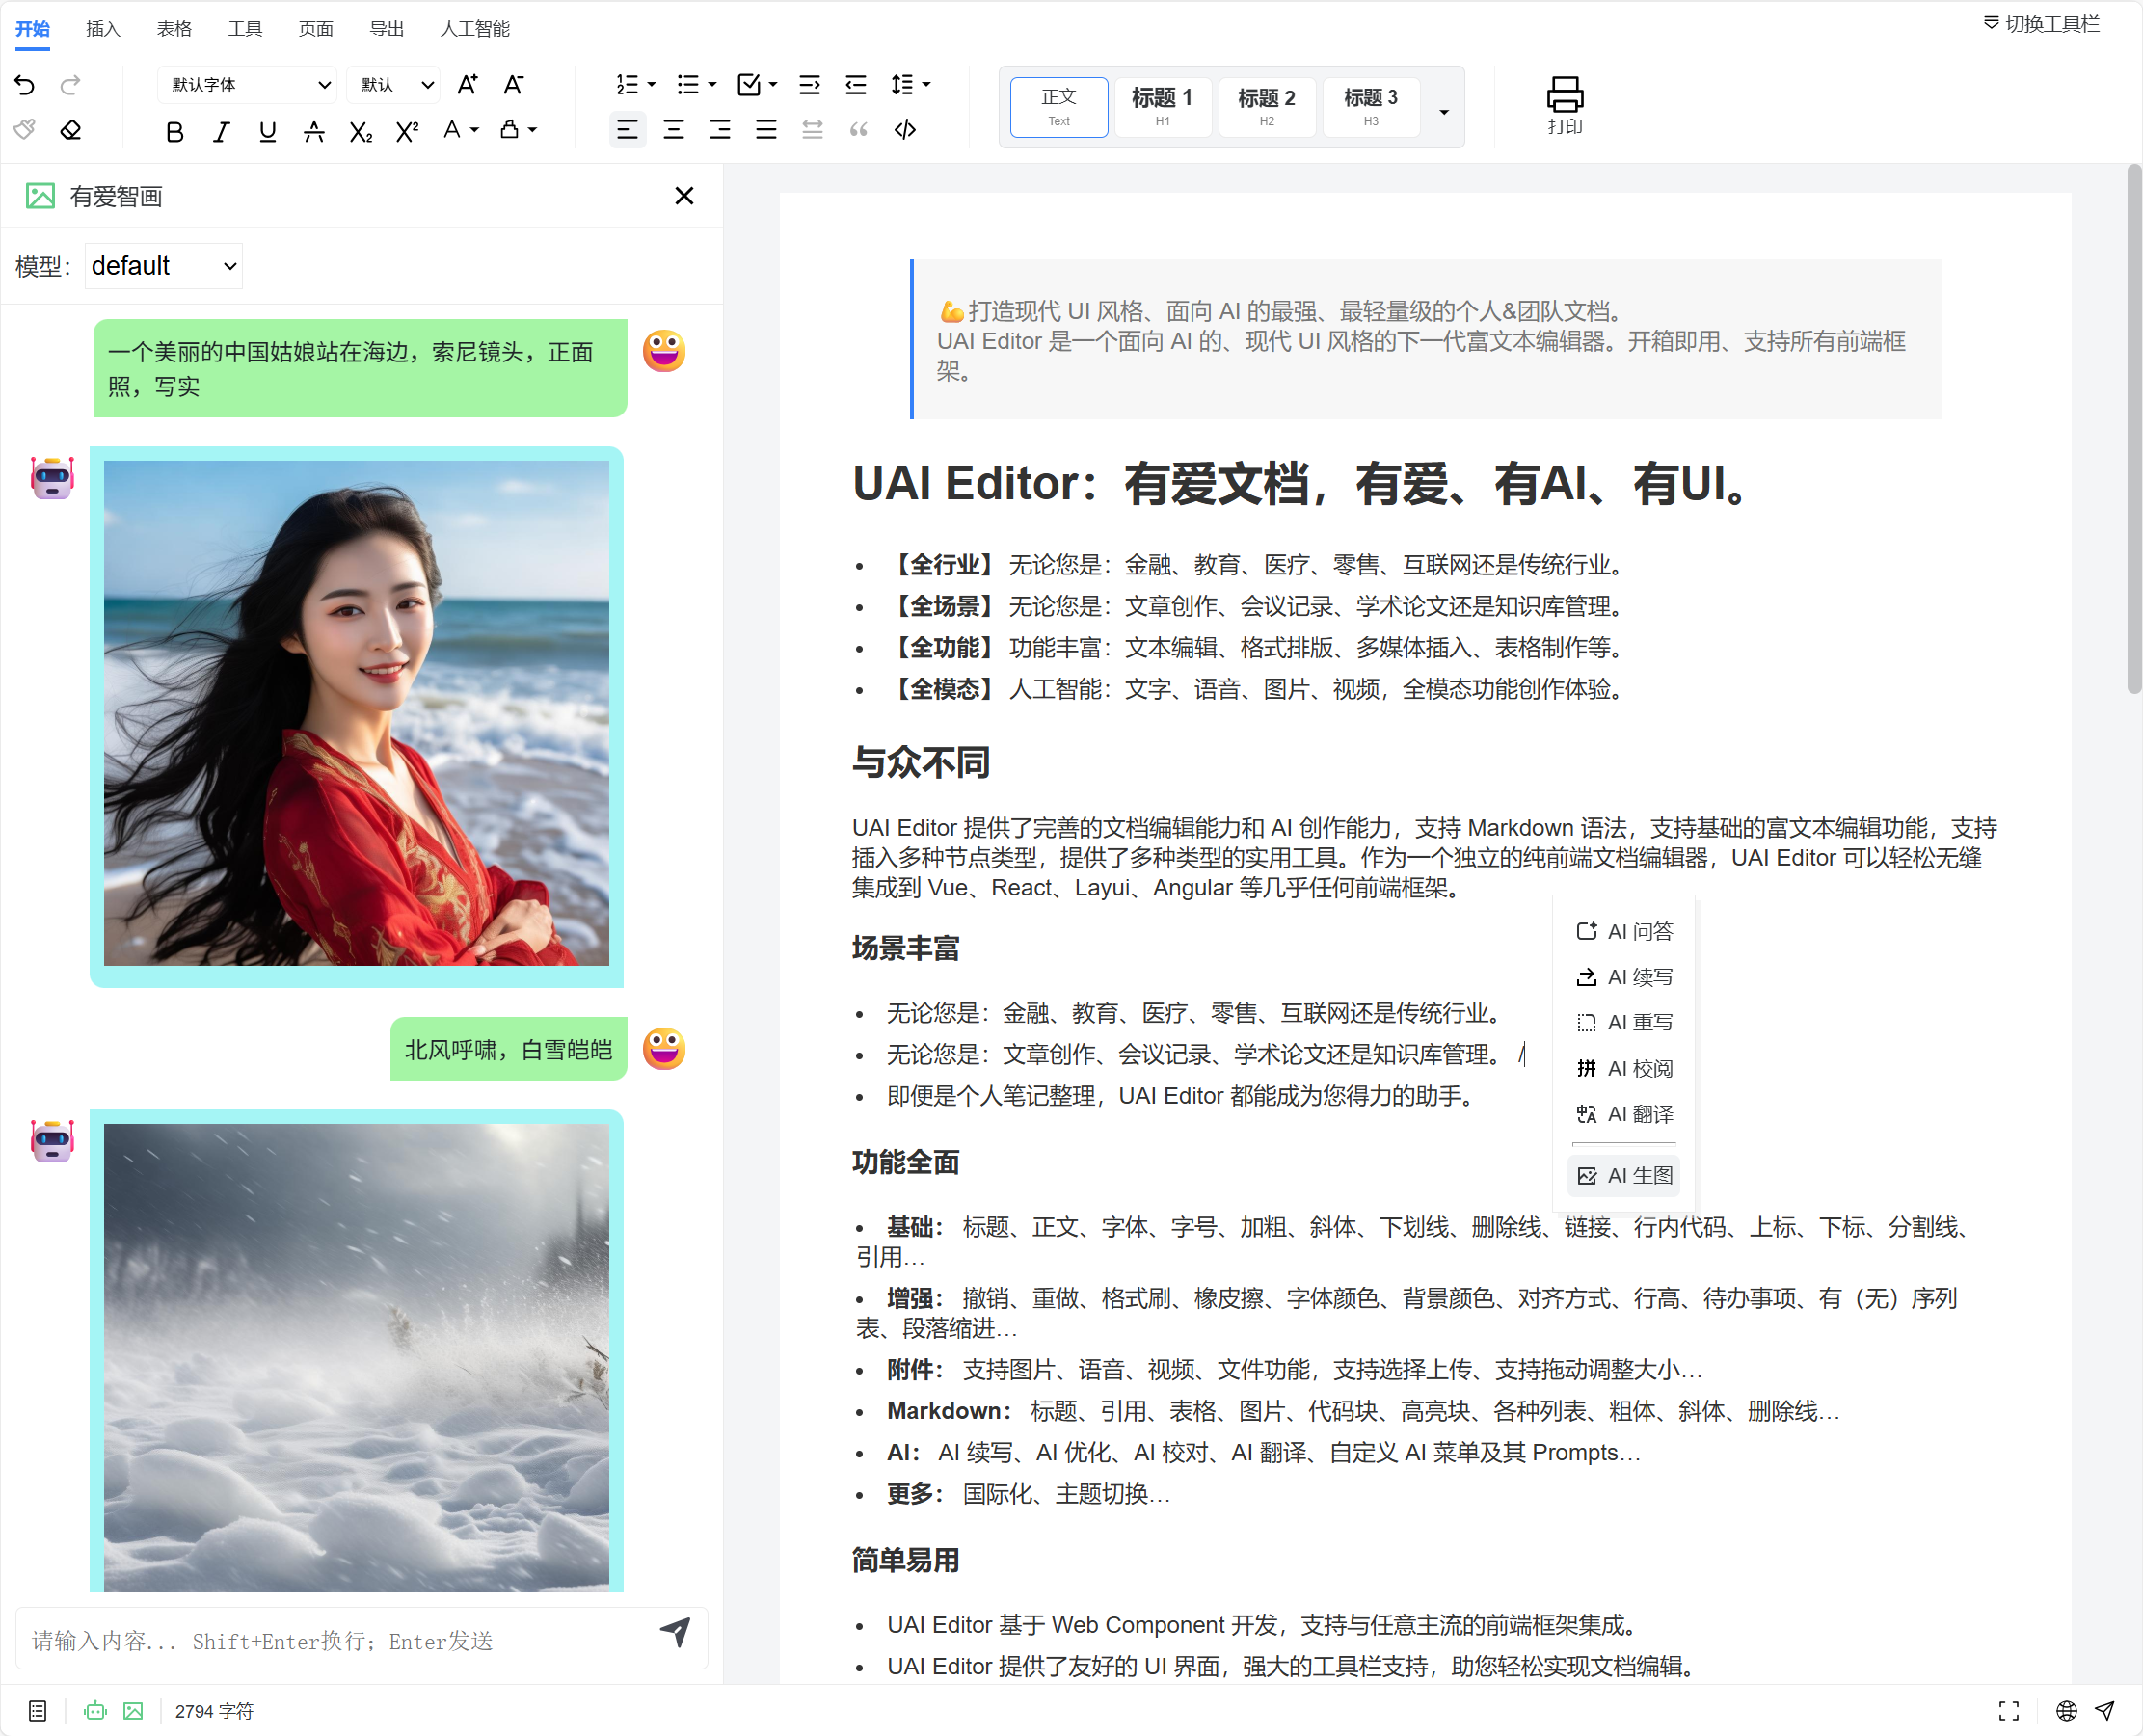 开始 插入 表格 工具 页面 导出 人工智能
切换工具栏
默认字体 默认
正文
Text
标题 1
H1
标题 2
H2
标题 3
H3
打印
有爱智画
模型： default
一个美丽的中国姑娘站在海边，索尼镜头，正面
照，写实
北风呼啸，白雪皑皑
请输入内容... Shift+Enter换行；Enter发送
💪打造现代 UI 风格、面向 AI 的最强、最轻量级的个人&团队文档。
UAI Editor 是一个面向 AI 的、现代 UI 风格的下一代富文本编辑器。开箱即用、支持所有前端框
架。
UAI Editor：有爱文档，有爱、有AI、有UI。
• 【全行业】 无论您是：金融、教育、医疗、零售、互联网还是传统行业。
• 【全场景】 无论您是：文章创作、会议记录、学术论文还是知识库管理。
• 【全功能】 功能丰富：文本编辑、格式排版、多媒体插入、表格制作等。
• 【全模态】 人工智能：文字、语音、图片、视频，全模态功能创作体验。
与众不同
UAI Editor 提供了完善的文档编辑能力和 AI 创作能力，支持 Markdown 语法，支持基础的富文本编辑功能，支持
插入多种节点类型，提供了多种类型的实用工具。作为一个独立的纯前端文档编辑器，UAI Editor 可以轻松无缝
集成到 Vue、React、Layui、Angular 等几乎任何前端框架。
场景丰富
• 无论您是：金融、教育、医疗、零售、互联网还是传统行业。
• 无论您是：文章创作、会议记录、学术论文还是知识库管理。 /
• 即便是个人笔记整理，UAI Editor 都能成为您得力的助手。
AI 问答
AI 续写
AI 重写
AI 校阅
AI 翻译
AI 生图
功能全面
• 基础： 标题、正文、字体、字号、加粗、斜体、下划线、删除线、链接、行内代码、上标、下标、分割线、
引用…
• 增强： 撤销、重做、格式刷、橡皮擦、字体颜色、背景颜色、对齐方式、行高、待办事项、有（无）序列
表、段落缩进…
• 附件： 支持图片、语音、视频、文件功能，支持选择上传、支持拖动调整大小…
• Markdown： 标题、引用、表格、图片、代码块、高亮块、各种列表、粗体、斜体、删除线…
• AI： AI 续写、AI 优化、AI 校对、AI 翻译、自定义 AI 菜单及其 Prompts…
• 更多： 国际化、主题切换…
简单易用
• UAI Editor 基于 Web Component 开发，支持与任意主流的前端框架集成。
• UAI Editor 提供了友好的 UI 界面，强大的工具栏支持，助您轻松实现文档编辑。
2794 字符